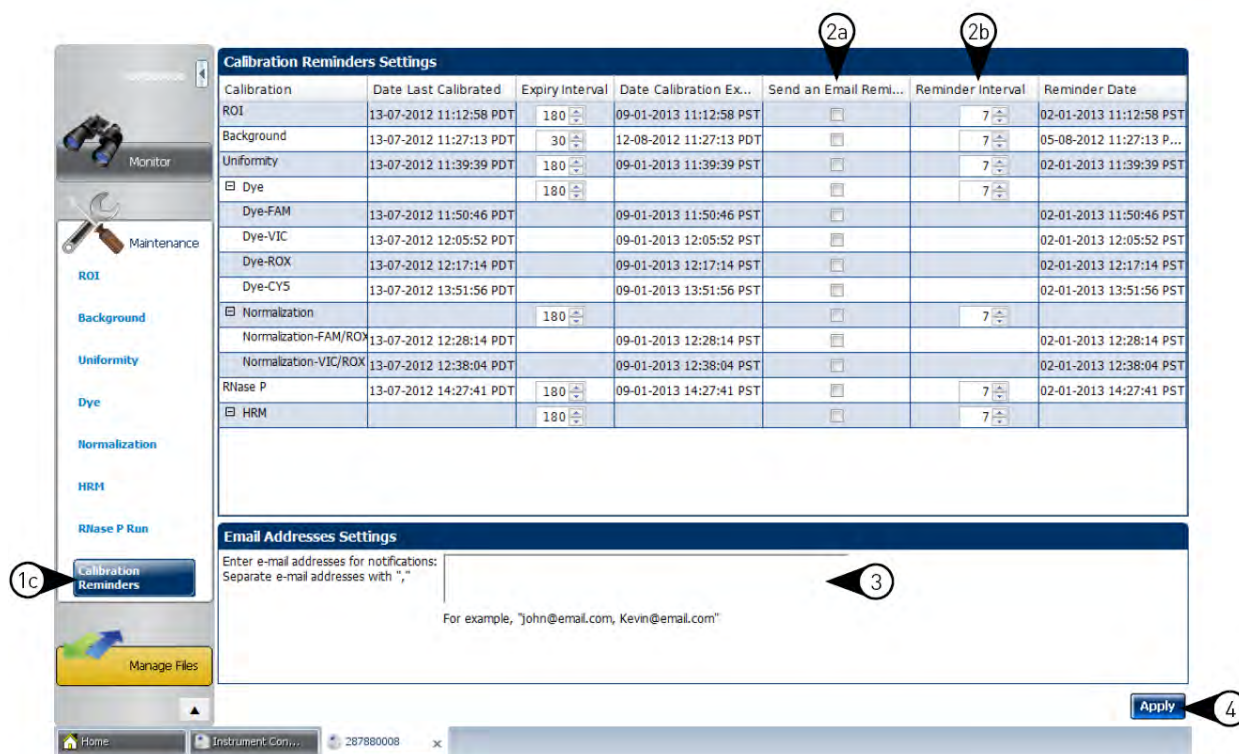 2a 2b
Calibration Reminders Settings
Calibration Date Last Calibrated Expiry Interval Date Calibration Ex... Send an Email Remi... Reminder Interval Reminder Date
ROI 13-07-2012 11:12:58 PDT 180 09-01-2013 11:12:58 PST 7 02-01-2013 11:12:58 PST
Background 13-07-2012 11:27:13 PDT 30 12-08-2012 11:27:13 PDT 7 05-08-2012 11:27:13 P...
Uniformity 13-07-2012 11:39:39 PDT 180 09-01-2013 11:39:39 PST 7 02-01-2013 11:39:39 PST
Dye 180 7
Dye-FAM 13-07-2012 11:50:46 PDT 09-01-2013 11:50:46 PST 02-01-2013 11:50:46 PST
Dye-VIC 13-07-2012 12:05:52 PDT 09-01-2013 12:05:52 PST 02-01-2013 12:05:52 PST
Dye-ROX 13-07-2012 12:17:14 PDT 09-01-2013 12:17:14 PST 02-01-2013 12:17:14 PST
Dye-CY5 13-07-2012 13:51:56 PDT 09-01-2013 13:51:56 PST 02-01-2013 13:51:56 PST
Normalization 180 7
Normalization-FAM/ROX 13-07-2012 12:28:14 PDT 09-01-2013 12:28:14 PST 02-01-2013 12:28:14 PST
Normalization-VIC/ROX 13-07-2012 12:38:04 PDT 09-01-2013 12:38:04 PST 02-01-2013 12:38:04 PST
RNase P 13-07-2012 14:27:41 PDT 180 09-01-2013 14:27:41 PST 7 02-01-2013 14:27:41 PST
HRM 180 7
Monitor
Maintenance
ROI
Background
Uniformity
Dye
Normalization
HRM
RNase P Run
1c
Calibration
Reminders
Manage Files
Email Addresses Settings
Enter e-mail addresses for notifications:
Separate e-mail addresses with ","
3
For example, "john@email.com, Kevin@email.com"
Apply
4
Home Instrument Con... 287880008 x